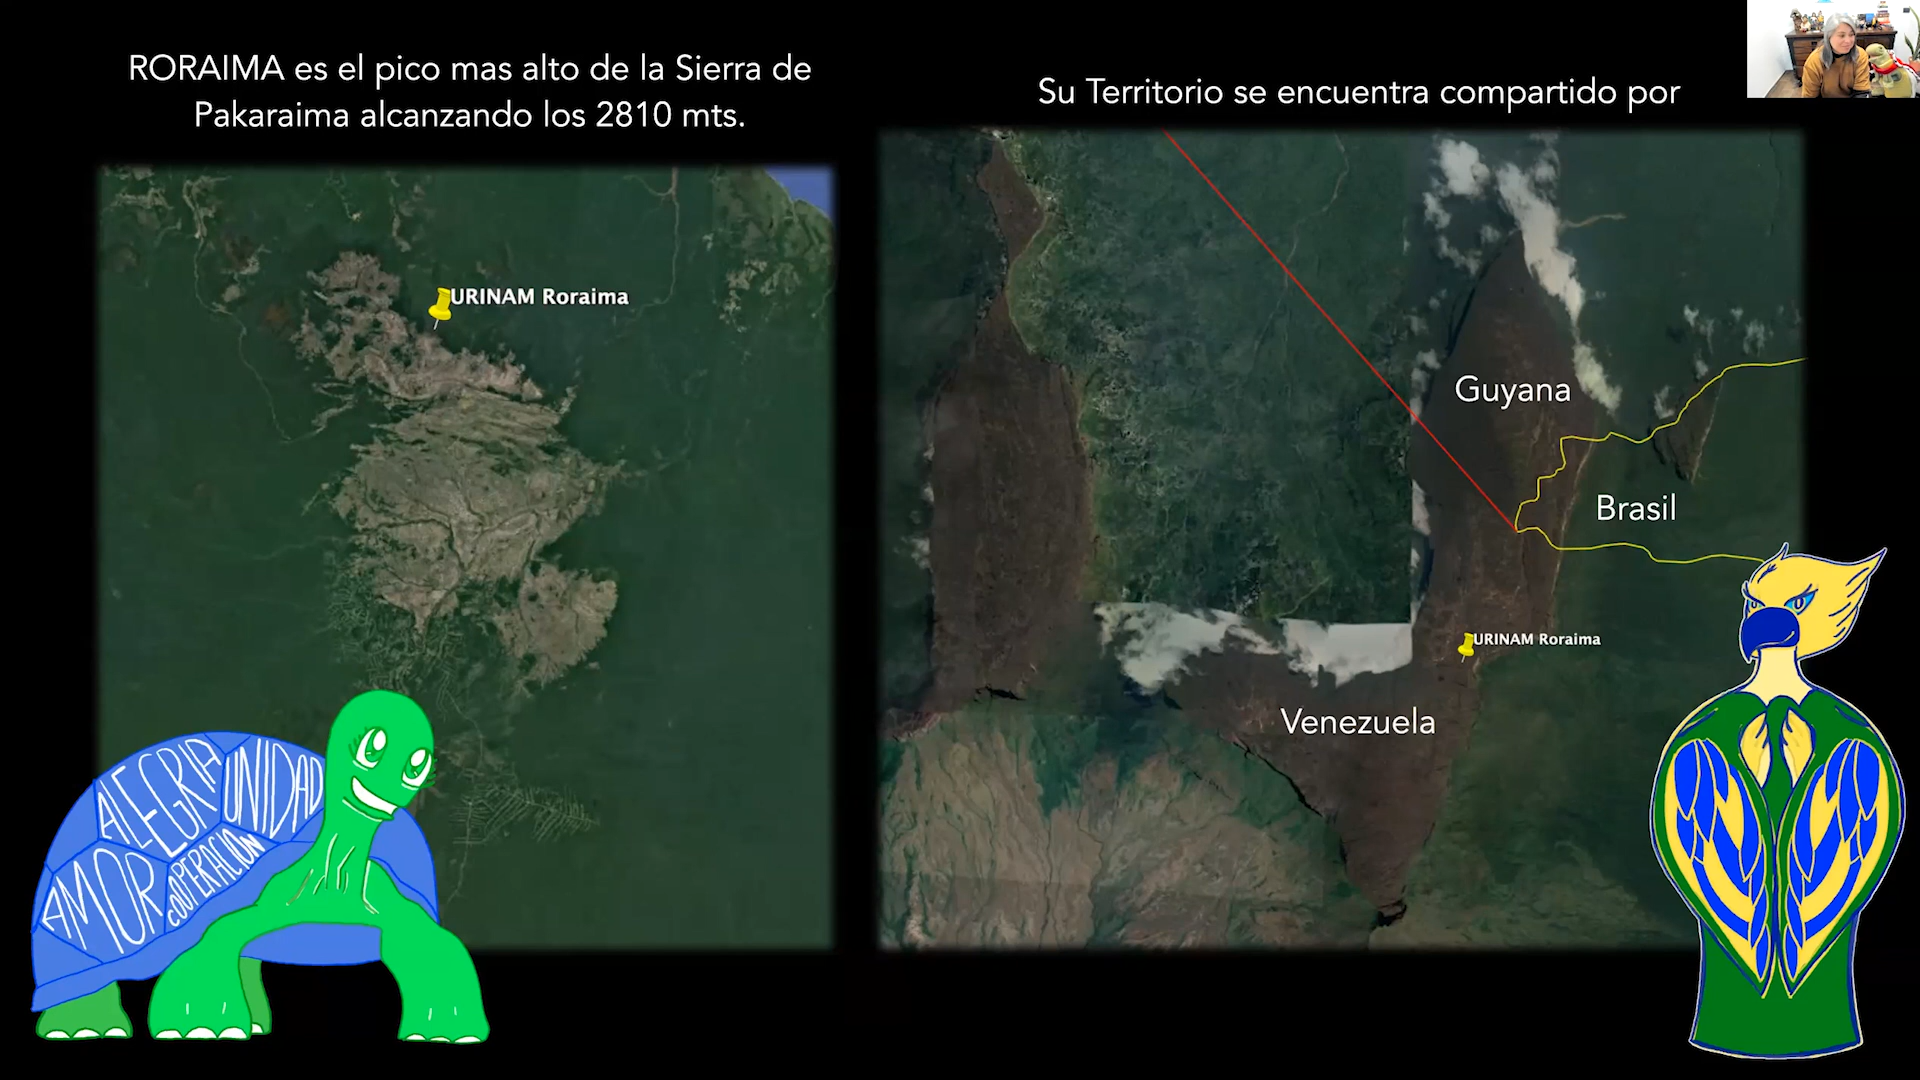 RORAIMA es el pico mas alto de la Sierra de
Pakaraima alcanzando los 2810 mts.
Su Territorio se encuentra compartido por
URINAM Roraima
Guyana
Brasil
URINAM Roraima
Venezuela
ALEGRIA
UNIDAD
AMOR
COOPERACION